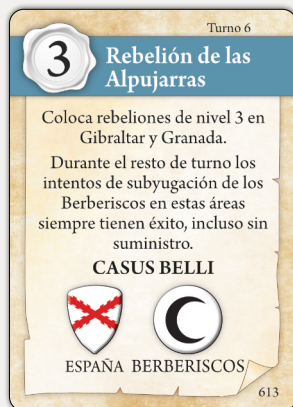 Turno 6
3
Rebelión de las
Alpujarras
Coloca rebeliones de nivel 3 en
Gibraltar y Granada.
Durante el resto de turno los
intentos de subyugación de los
Berberiscos en estas áreas
siempre tienen éxito, incluso sin
suministro.
CASUS BELLI
ESPAÑA BERBERISCOS
613